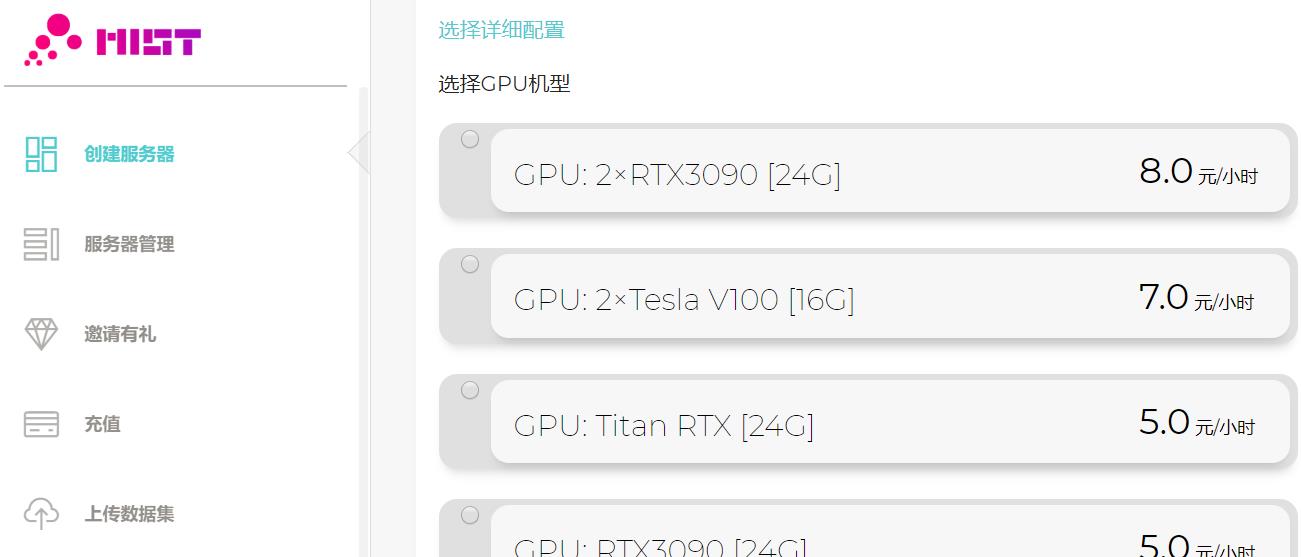 MIST
创建服务器
服务器管理
邀请有礼
充值
上传数据集
选择详细配置
选择GPU机型
GPU: 2×RTX3090 [24G]
8.0 元/小时
GPU: 2×Tesla V100 [16G]
7.0 元/小时
GPU: Titan RTX [24G]
5.0 元/小时
GPU: RTX3090 [24G]
5.0 元/小时